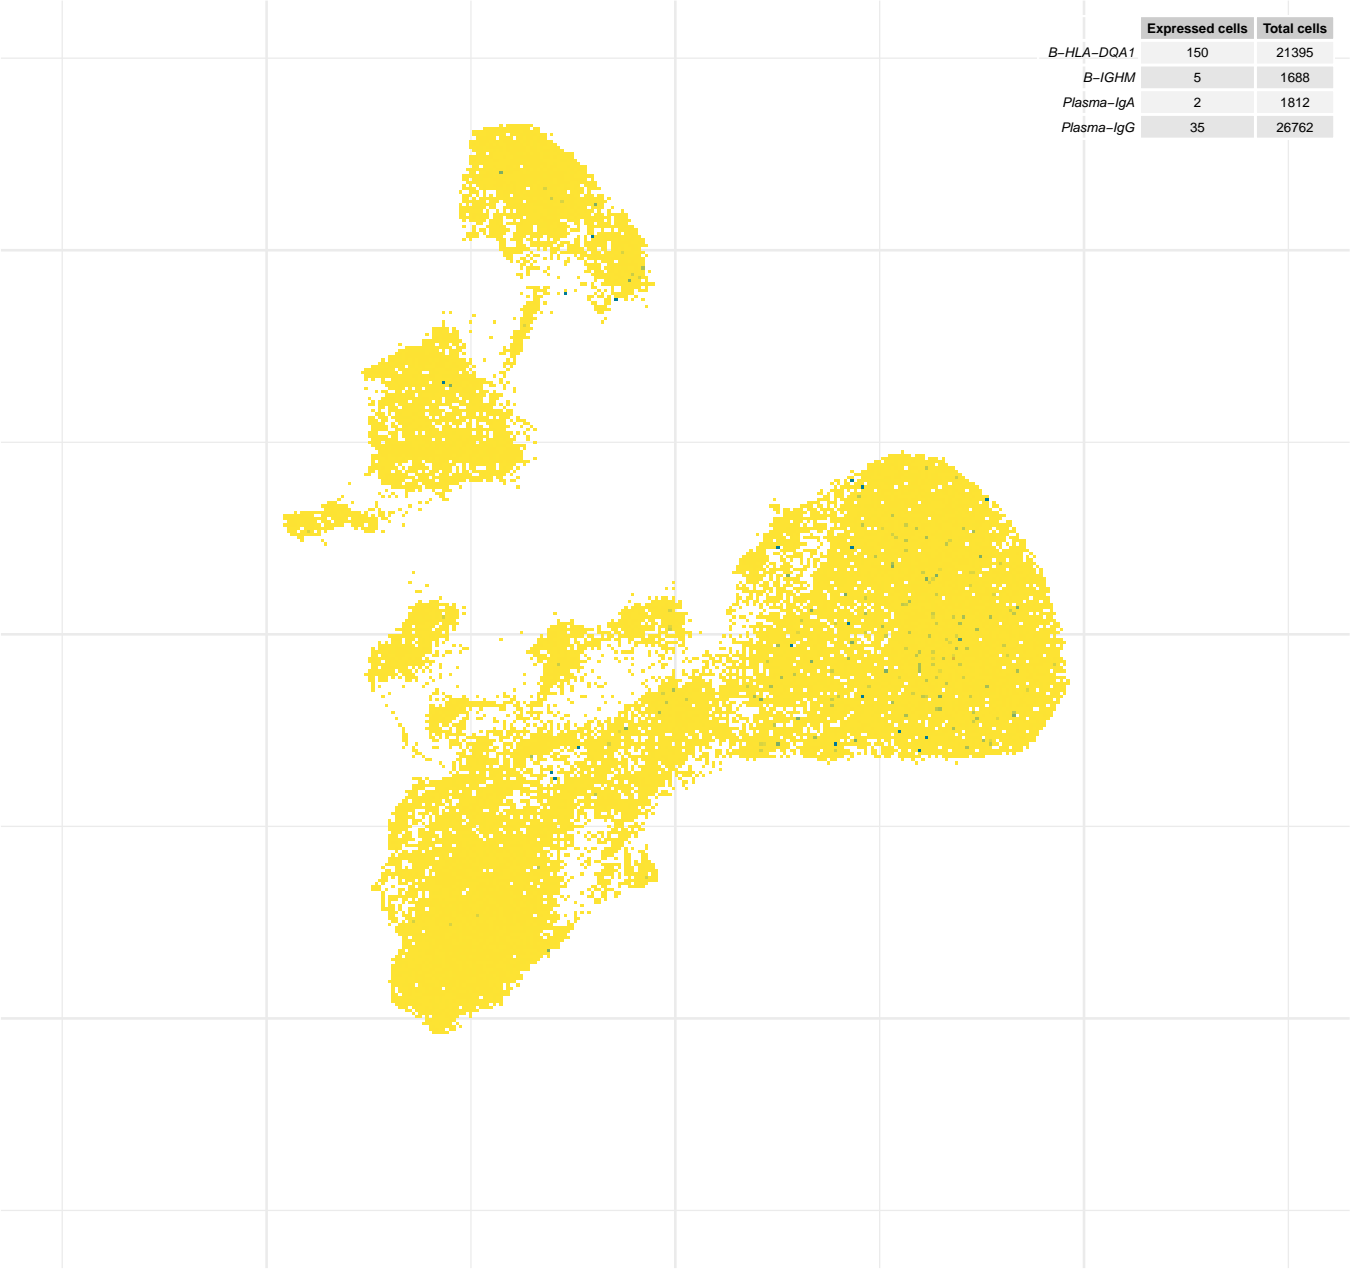 Expressed cells Total cells
B−HLA−DQA1 150 21395
B−IGHM 5 1688
Plasma−IgA 2 1812
Plasma−IgG 35 26762